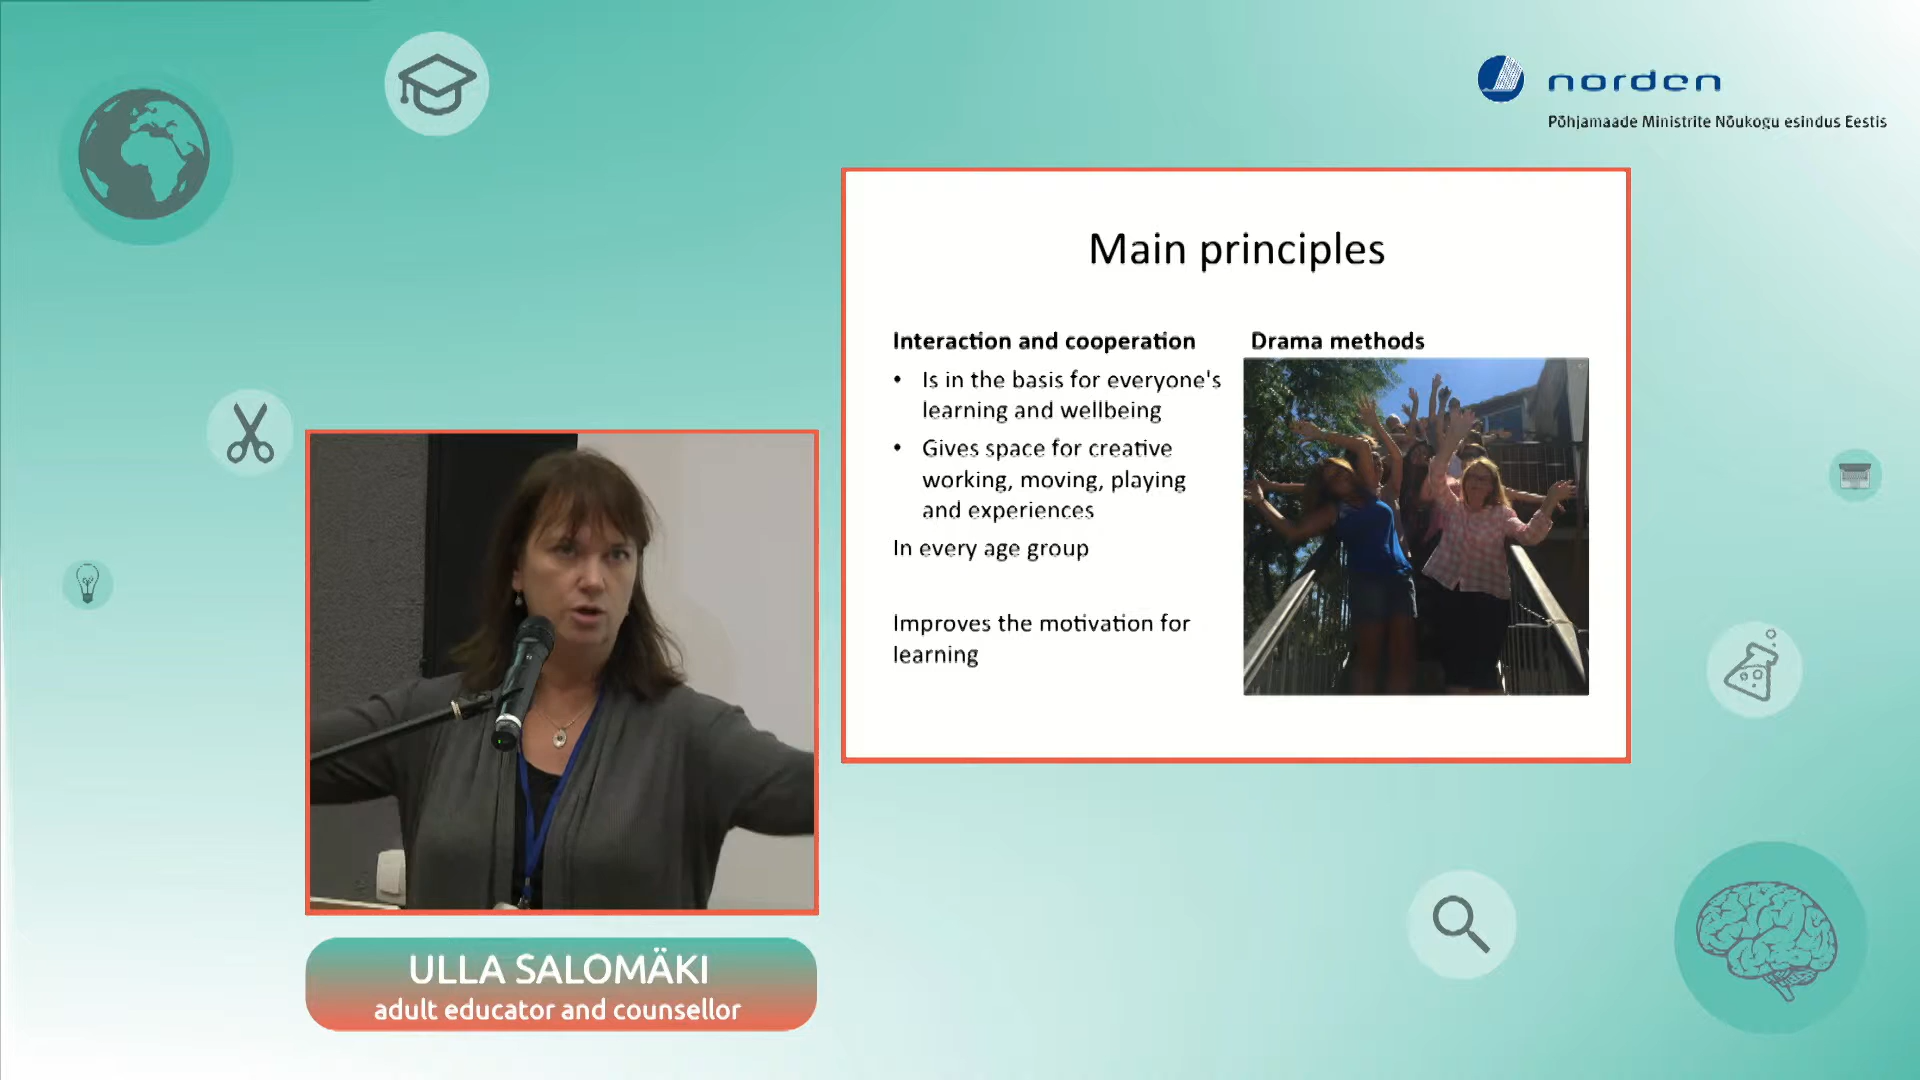 norden
Põhjamaade Ministrite Nõukogu esindus Eestis
Main principles
Interaction and cooperation
• Is in the basis for everyone's
learning and wellbeing
• Gives space for creative
working, moving, playing
and experiences
In every age group
Improves the motivation for
learning
Drama methods
ULLA SALOMÄKI
adult educator and counsellor